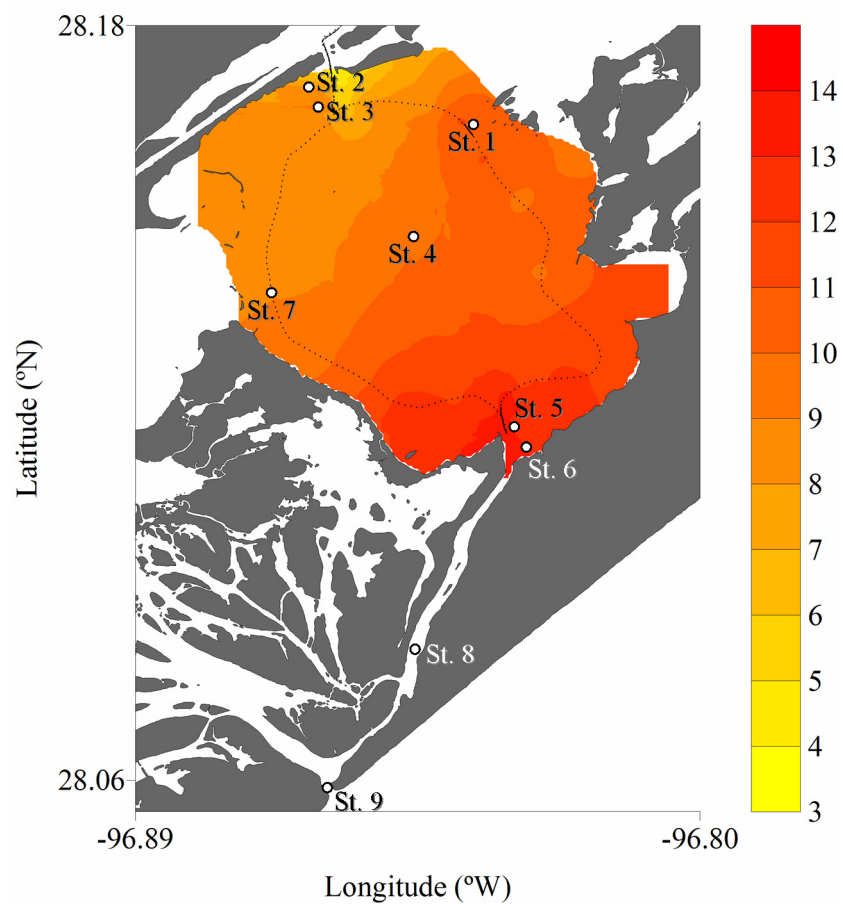 28.18
St. 2
St. 3
St. 1
St. 4
St. 7
St. 5
St. 6
St. 8
St. 9
28.06
-96.89
-96.80
Latitude (ºN)
Longitude (ºW)
14
13
12
11
10
9
8
7
6
5
4
3